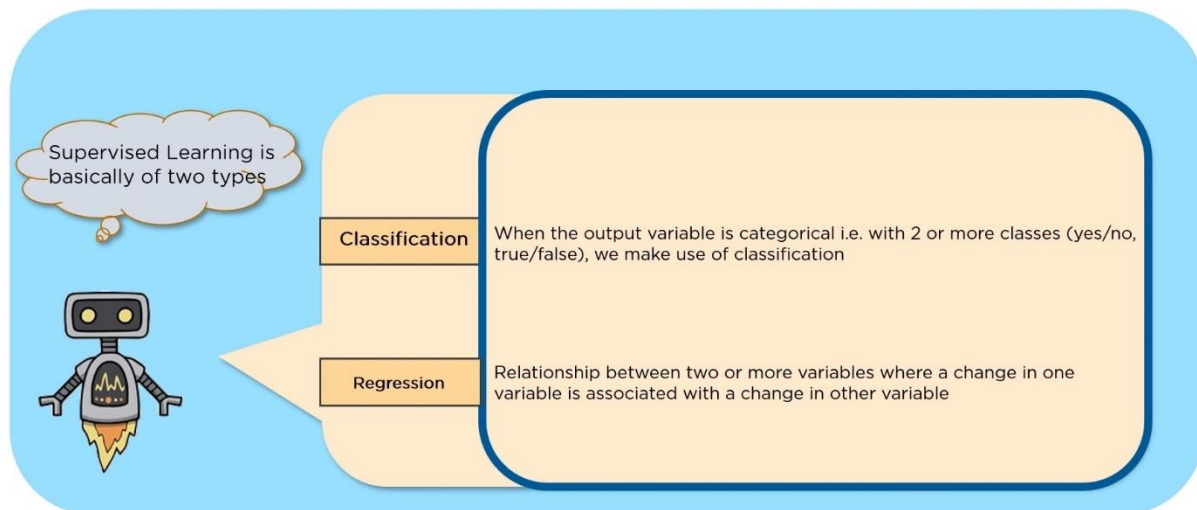 Supervised Learning is
basically of two types
Classification
When the output variable is categorical i.e. with 2 or more classes (yes/no,
true/false), we make use of classification
Regression
Relationship between two or more variables where a change in one
variable is associated with a change in other variable